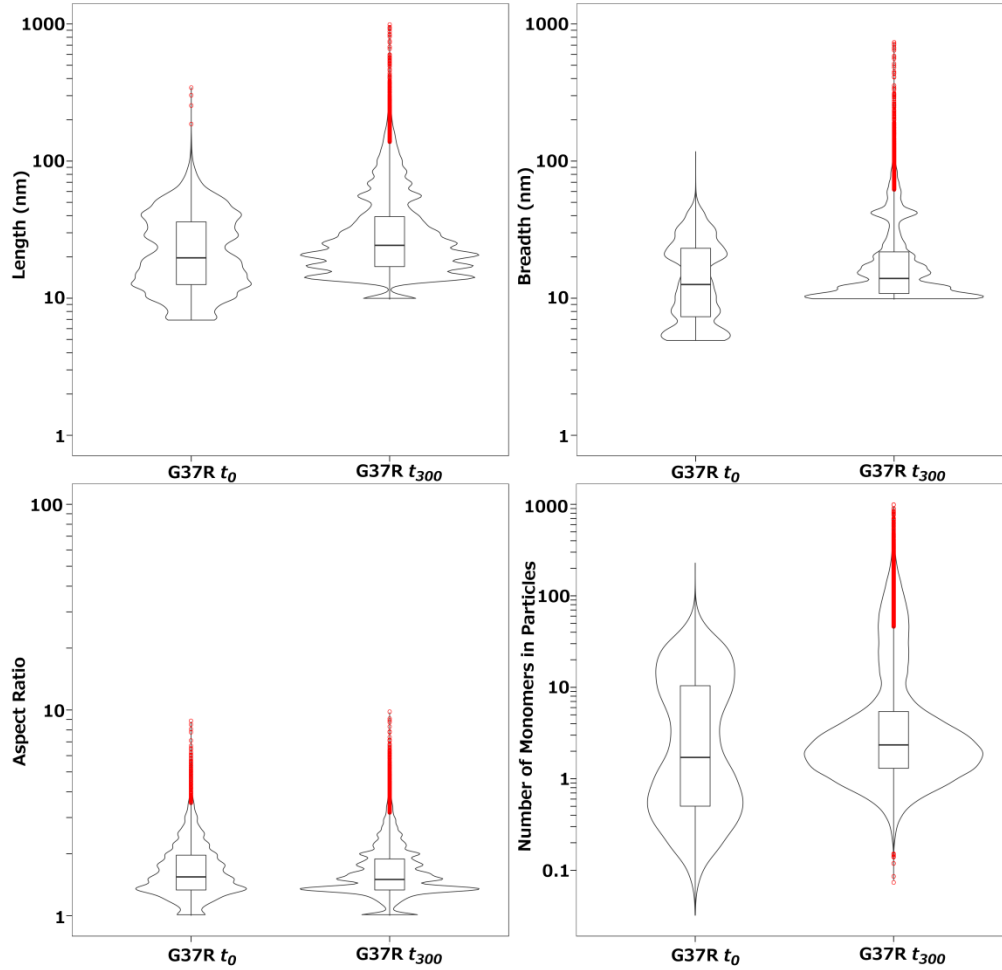 Length (nm)
1000
100
10
1
G37R t0
G37R t300
Breadth (nm)
1000
100
10
1
G37R t0
G37R t300
Aspect Ratio
100
10
1
G37R t0
G37R t300
Number of Monomers in Particles
1000
100
10
1
0.1
G37R t0
G37R t300